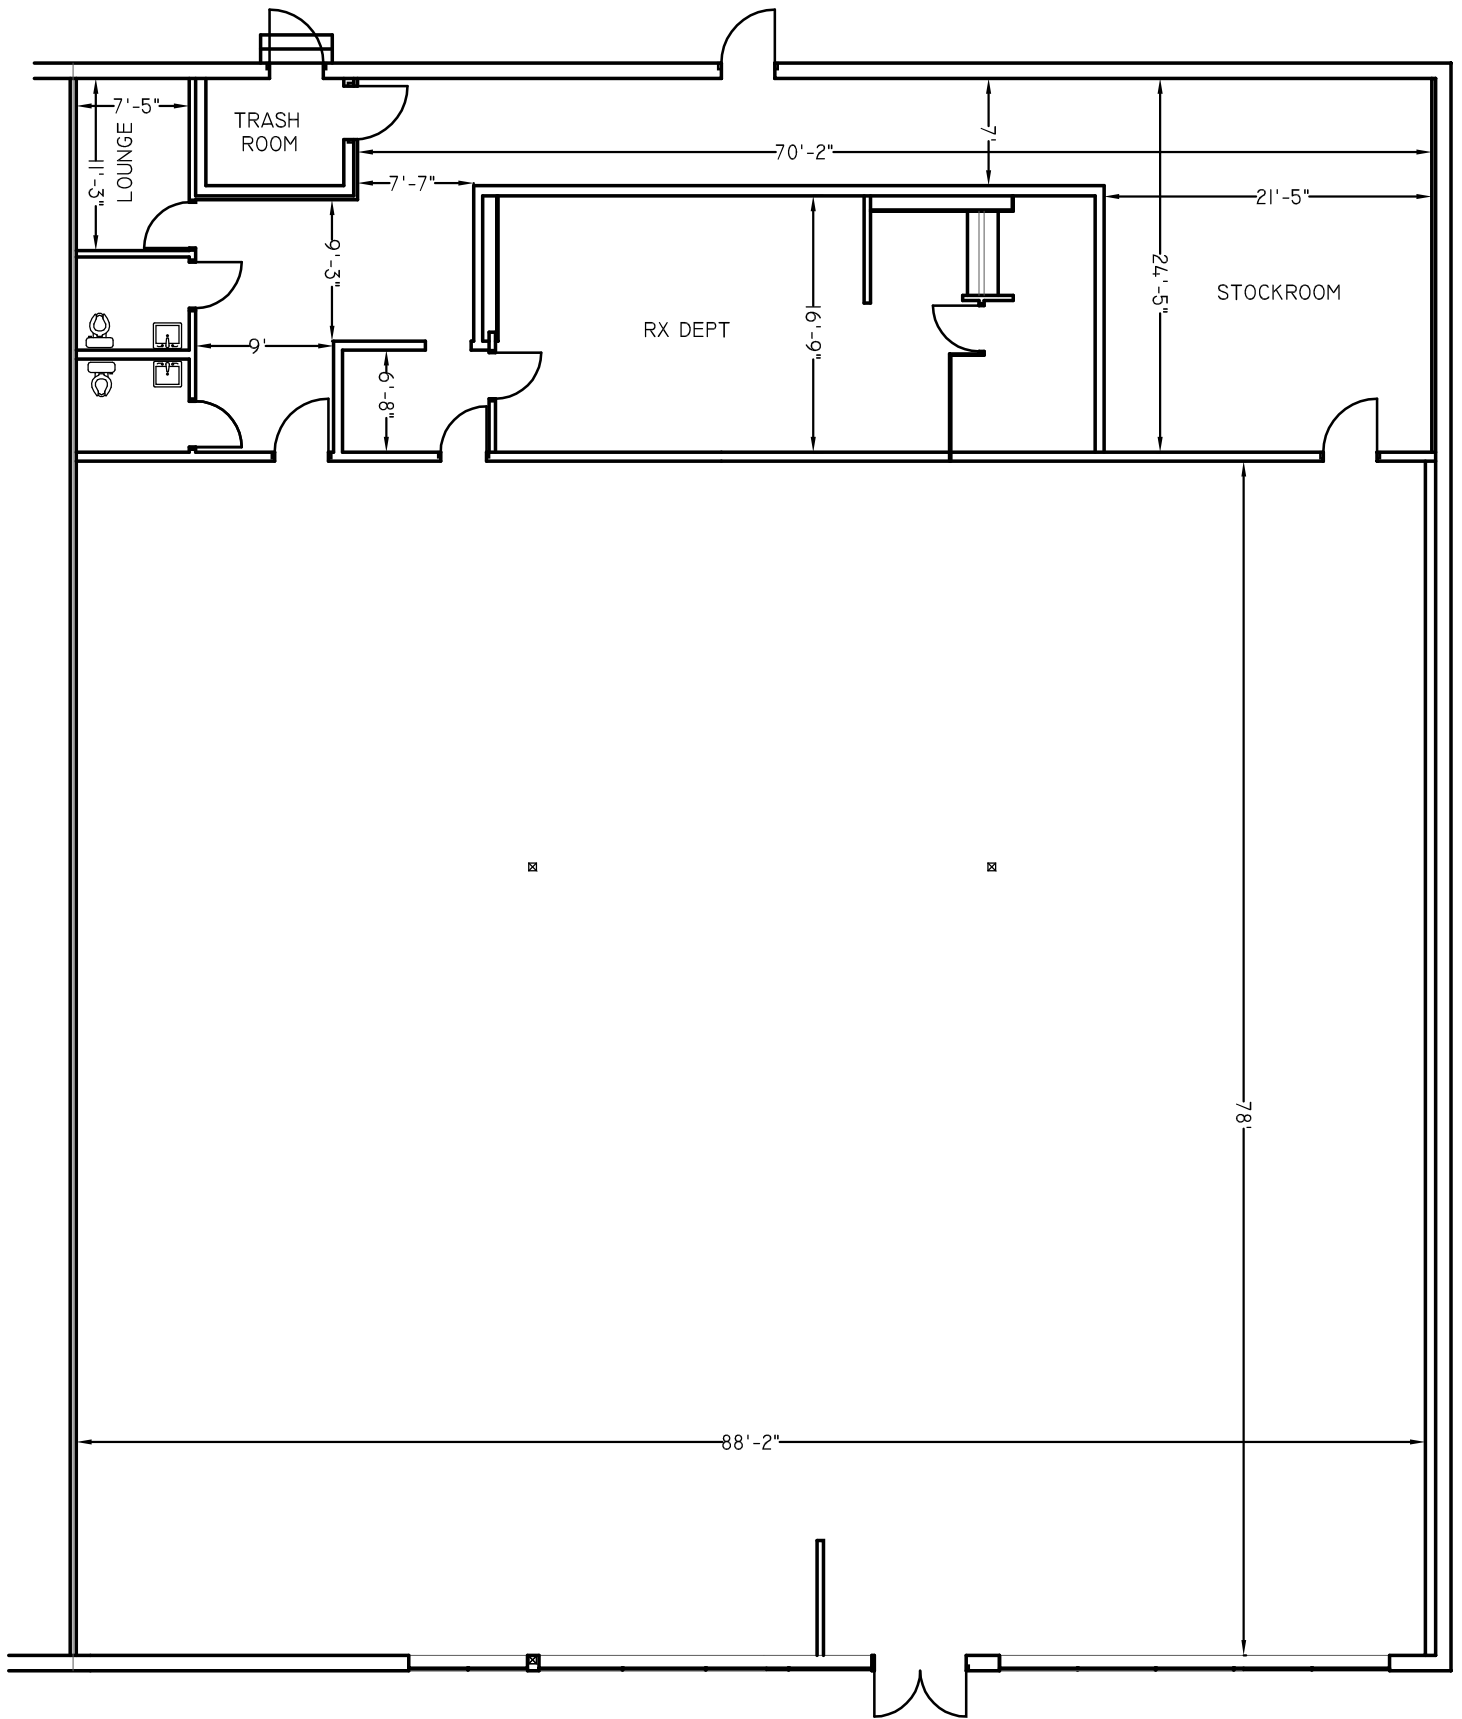 7'-5"
LOUNGE
11'-3"
TRASH
ROOM
7'
70'-2"
7'-7"
21'-5"
9'-3"
24'-5"
STOCKROOM
RX DEPT
16'-9"
9'
6'-8"
78'
88'-2"